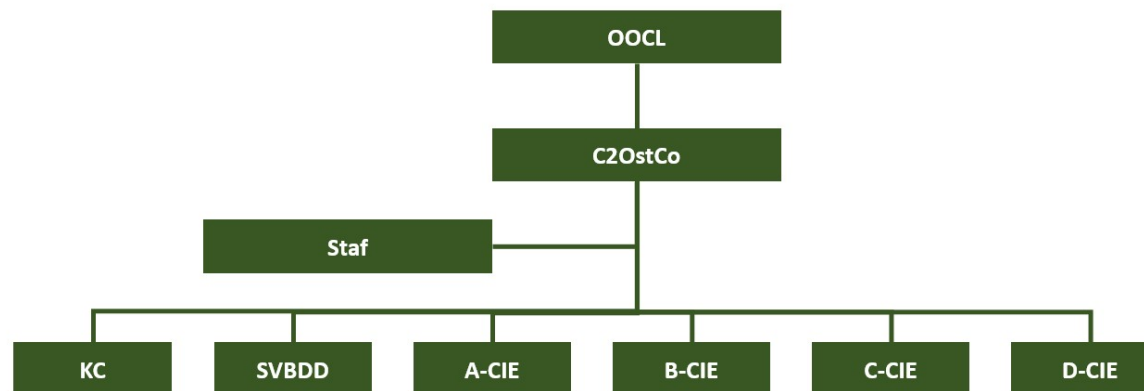 OOCL
C2OstCo
Staf
KC
SVBDD
A-CIE
B-CIE
C-CIE
D-CIE